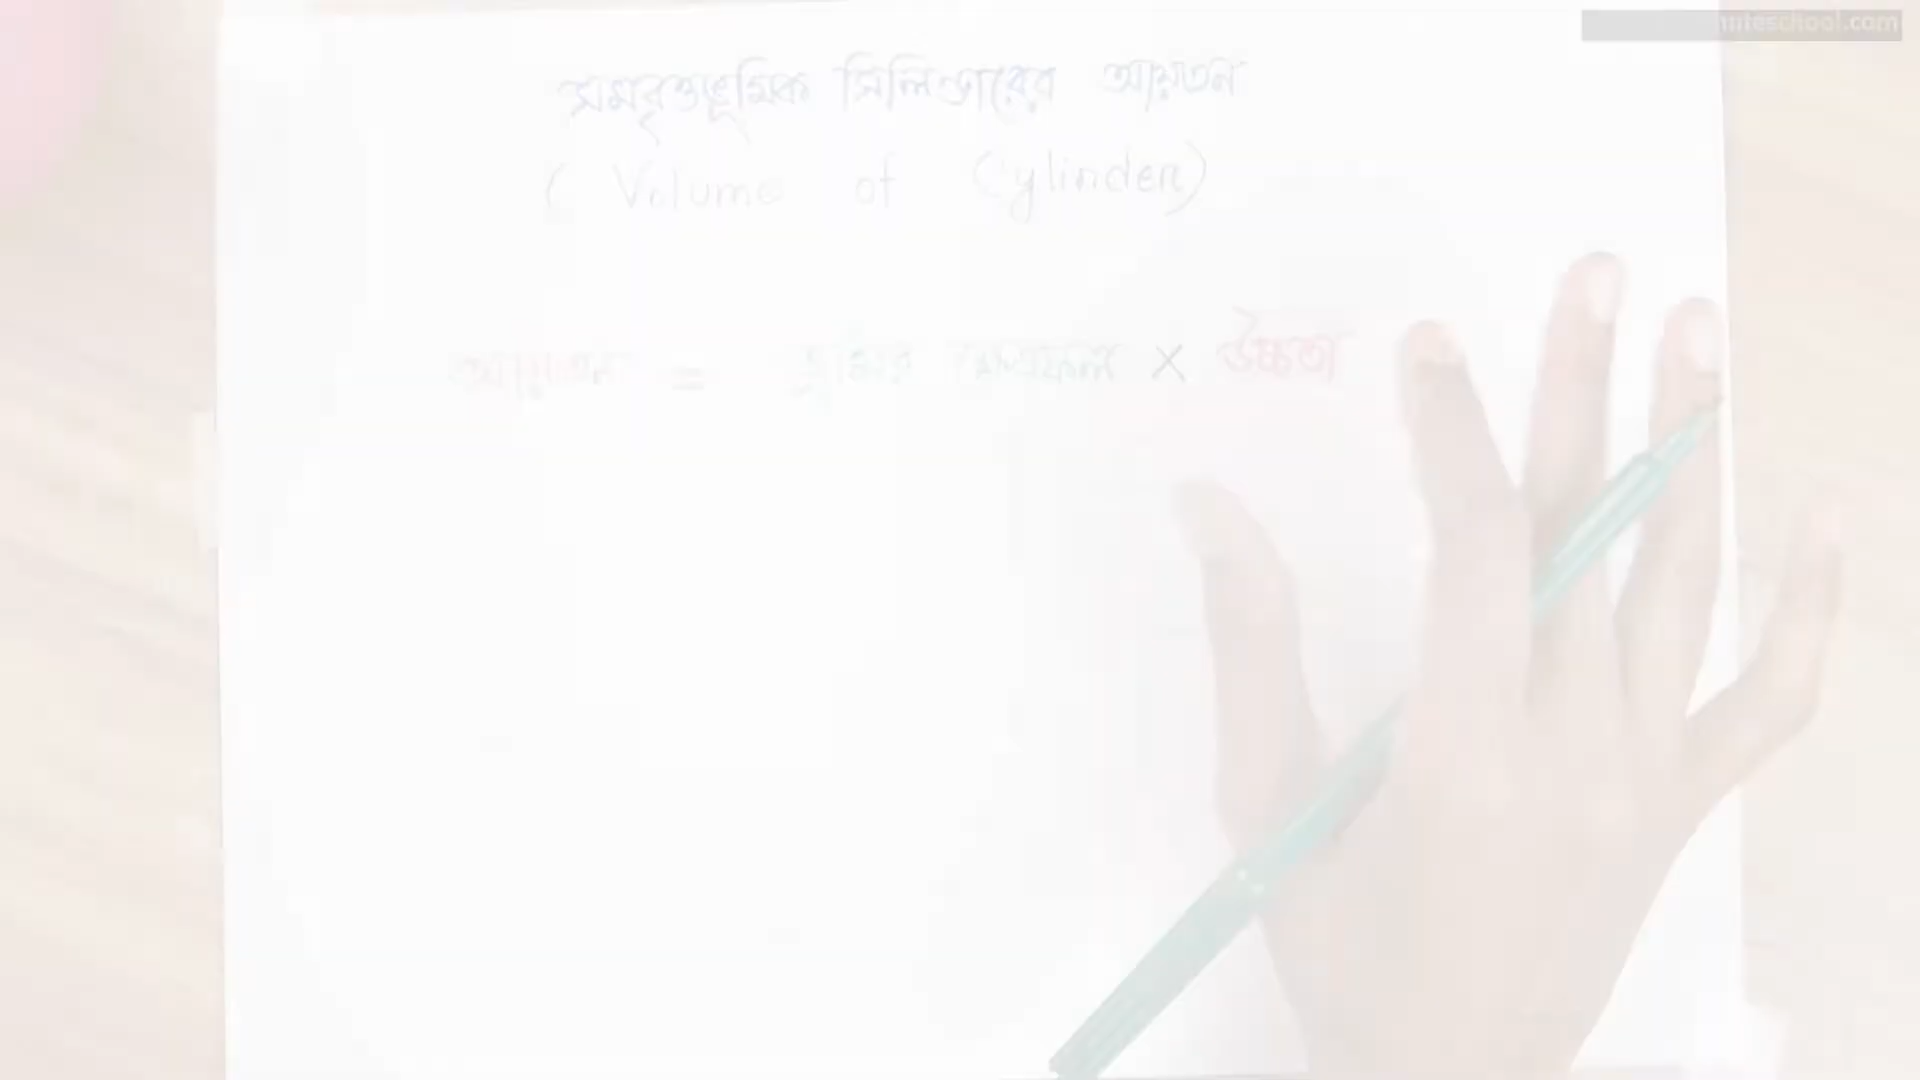 সমবৃত্তভূমিক সিলিন্ডারের আয়তন
( Volume of Cylinder)
আয়তন = ভূমির ক্ষেত্রফল × উচ্চতা